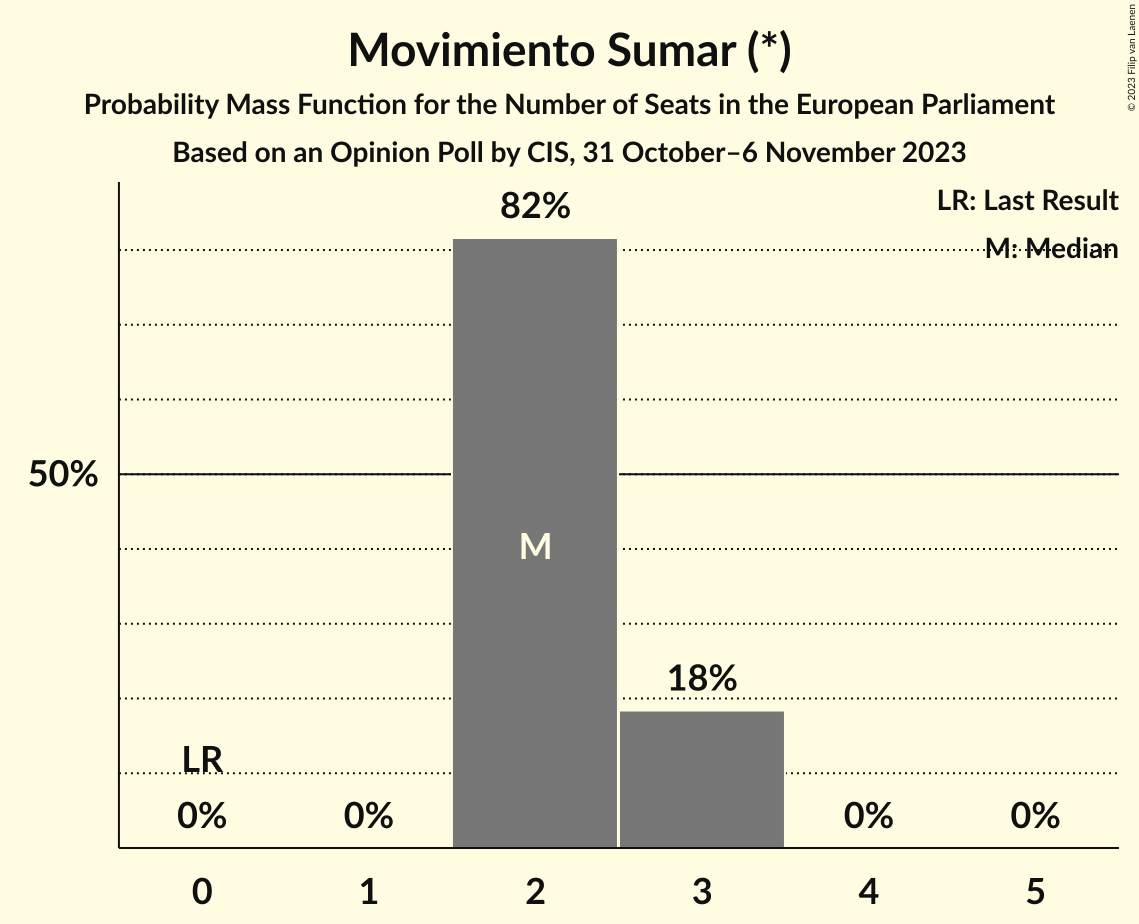 Movimiento Sumar (*)
Probability Mass Function for the Number of Seats in the European Parliament
Based on an Opinion Poll by CIS, 31 October–6 November 2023
© 2023 Filip van Laenen
LR: Last Result
M: Median
82%
50%
M
18%
LR
0%
0%
0%
0%
0
1
2
3
4
5